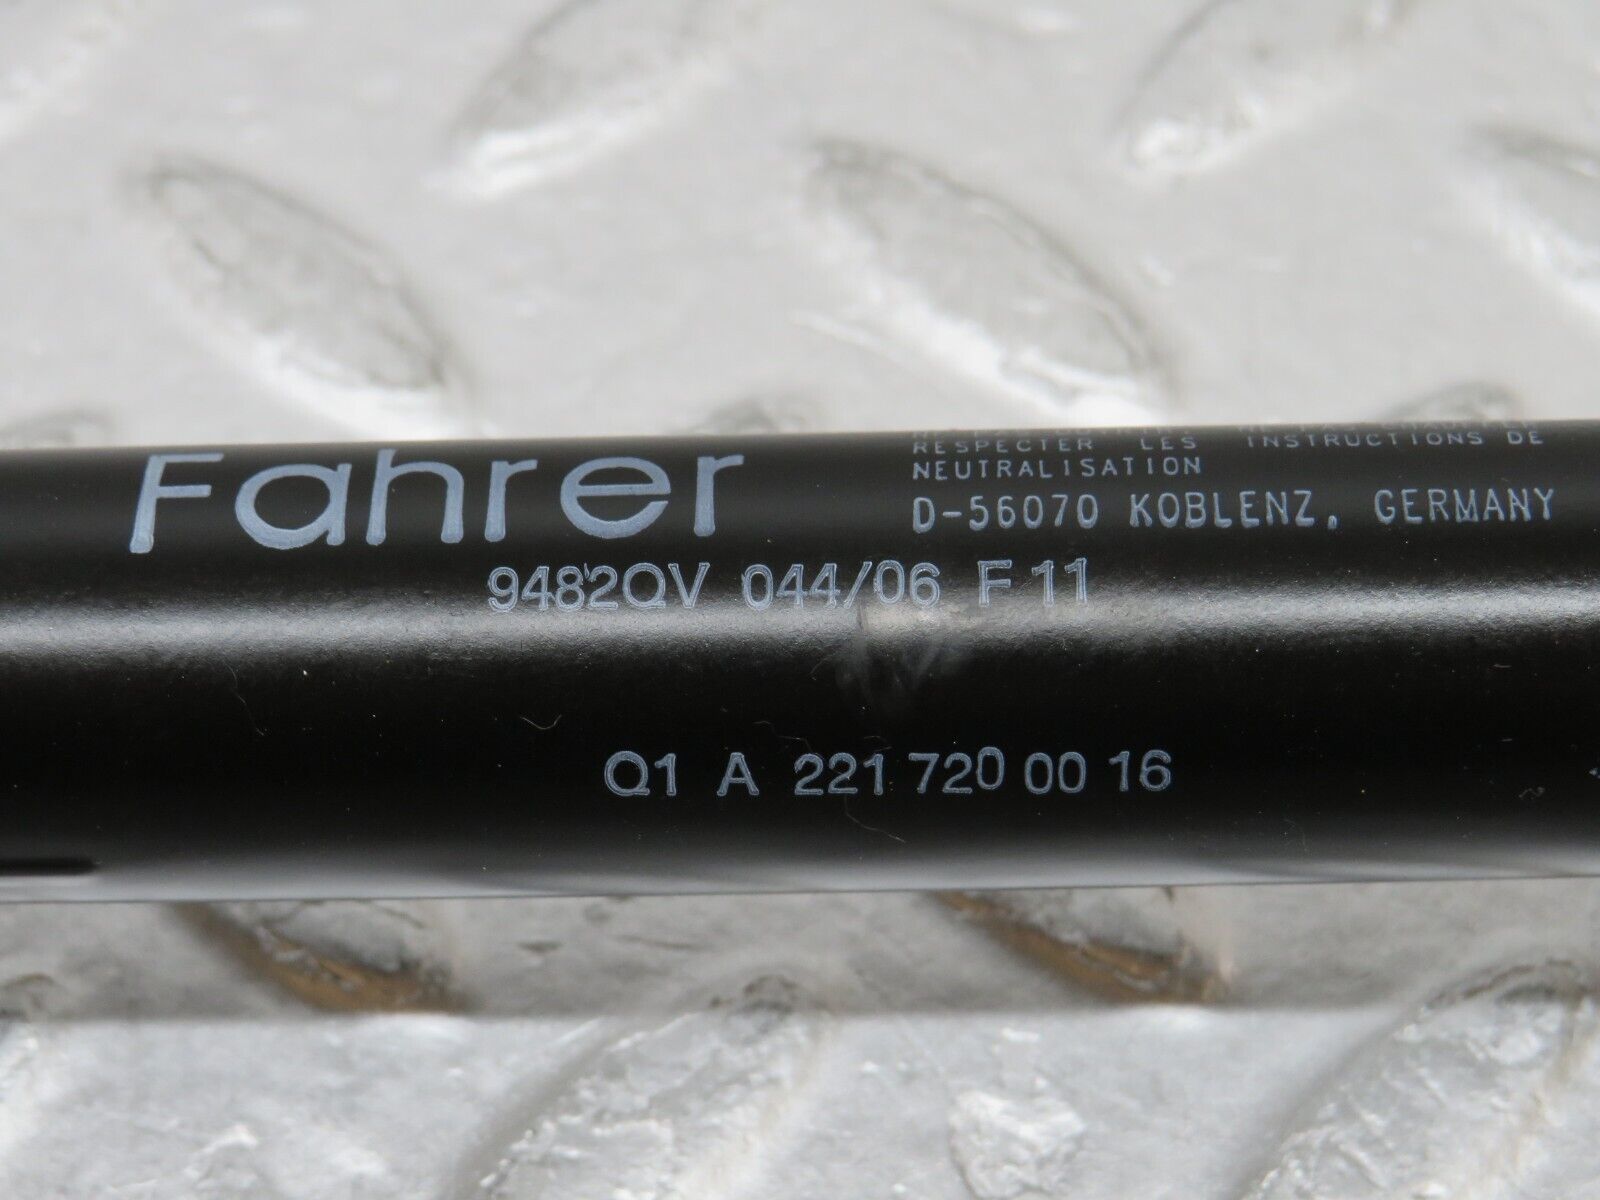 Fahrer
RESPECTER LES INSTRUCTIONS DE
NEUTRALISATION
D-56070 KOBLENZ, GERMANY
9482QV 044/06 F11
Q1 A 221 720 00 16